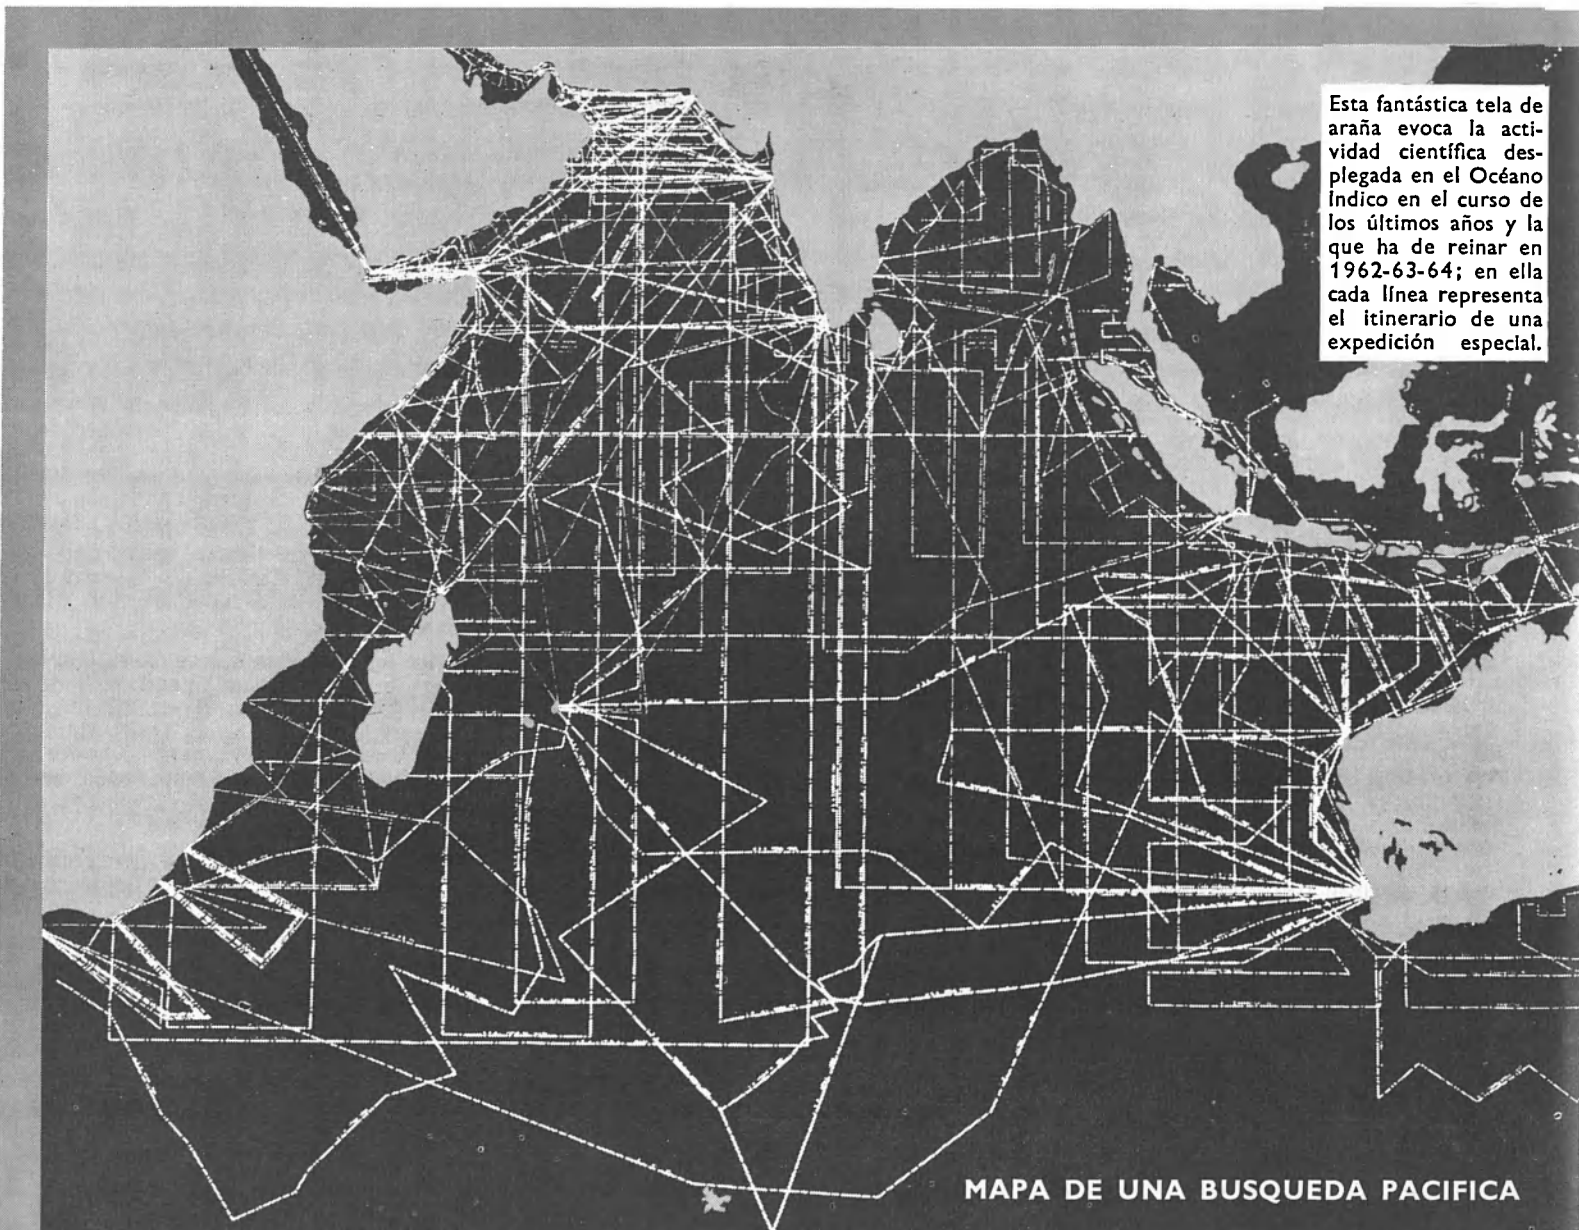 Esta fantástica tela de
araña evoca la acti-
vidad científica des-
plegada en el Océano
Índico en el curso de
los últimos años y la
que ha de reinar en
1962-63-64; en ella
cada línea representa
el itinerario de una
expedición especial.
MAPA DE UNA BUSQUEDA PACIFICA